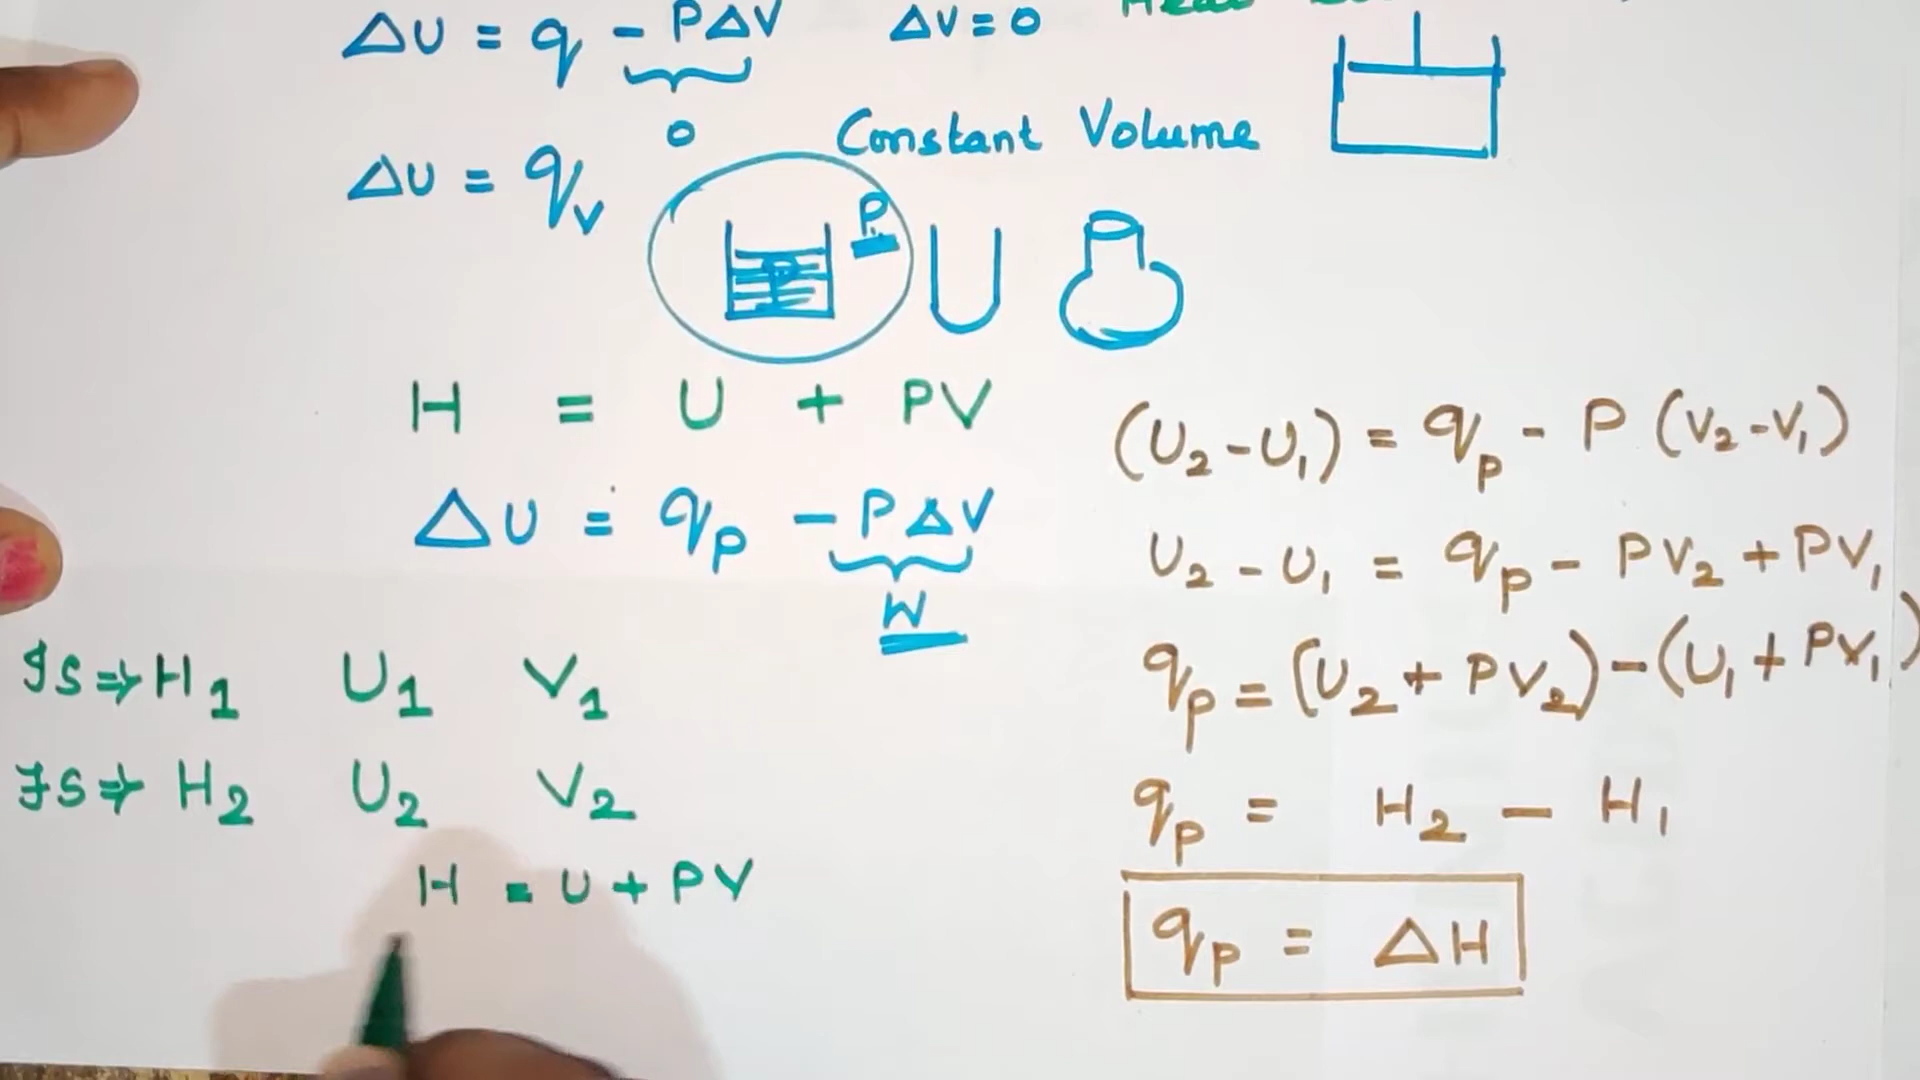 ΔU = q - PΔV ΔV = 0
0 Constant Volume
ΔU = qᵥ
P
P
H = U + PV
ΔU = qₚ - PΔV
W
IS ⇒ H₁ U₁ V₁
FS ⇒ H₂ U₂ V₂
H = U + PV
(U₂ - U₁) = qₚ - P (V₂ - V₁)
U₂ - U₁ = qₚ - PV₂ + PV₁
qₚ = (U₂ + PV₂) - (U₁ + PV₁)
qₚ = H₂ - H₁
qₚ = ΔH